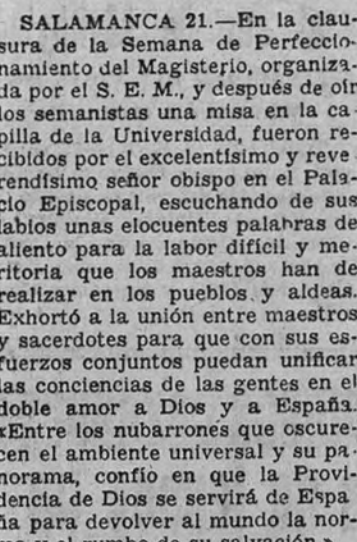 SALAMANCA 21.—En la clau-
sura de la Semana de Perfeccio-
namiento del Magisterio, organiza-
da por el S. E. M., y después de oír
los semanistas una misa en la ca-
pilla de la Universidad, fueron re-
cibidos por el excelentísimo y reve
rendísimo señor obispo en el Pala-
cio Episcopal, escuchando de sus
labios unas elocuentes palabras de
aliento para la labor difícil y me-
ritoria que los maestros han de
realizar en los pueblos y aldeas.
Exhortó a la unión entre maestros
y sacerdotes para que con sus es-
fuerzos conjuntos puedan unificar
las conciencias de las gentes en el
doble amor a Dios y a España.
«Entre los nubarrones que oscure-
cen el ambiente universal y su pa-
norama, confío en que la Provi-
dencia de Dios se servirá de Espa
ña para devolver al mundo la nor-
y el rumbo de su salvación.»